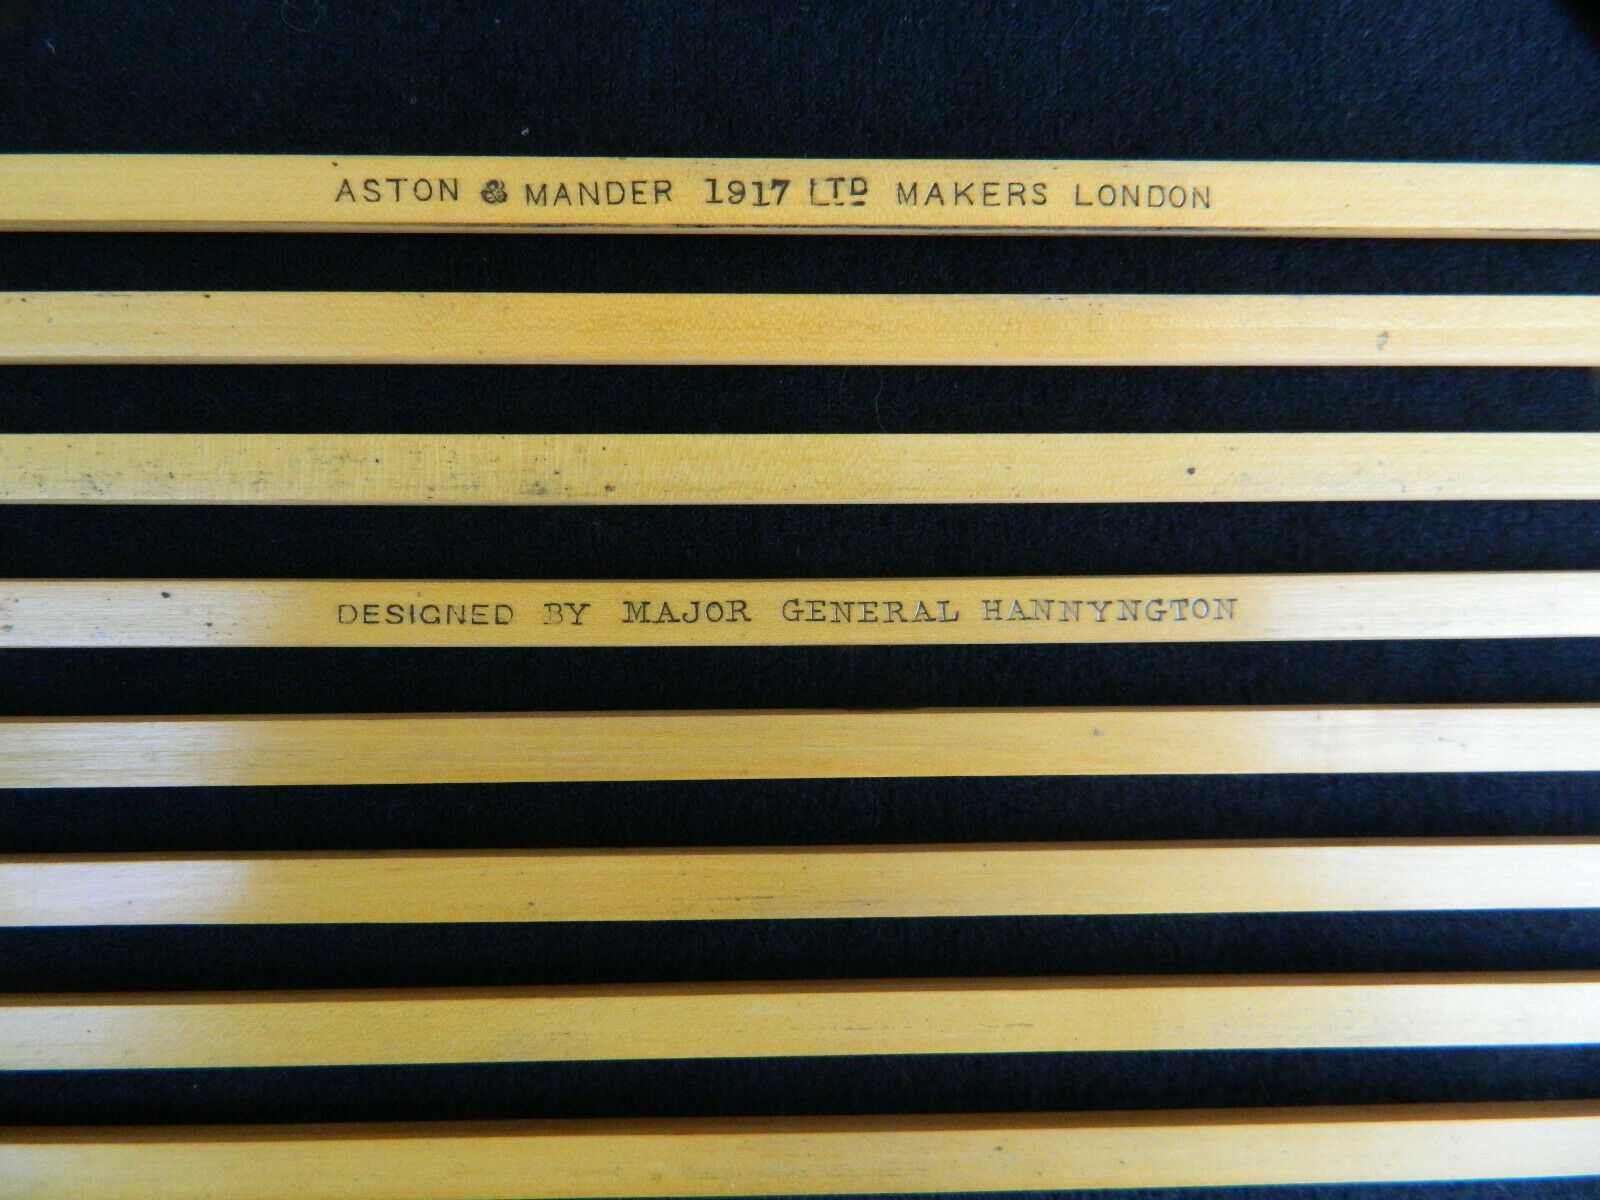 ASTON & MANDER 1917 LTD MAKERS LONDON
DESIGNED BY MAJOR GENERAL HANNYNGTON